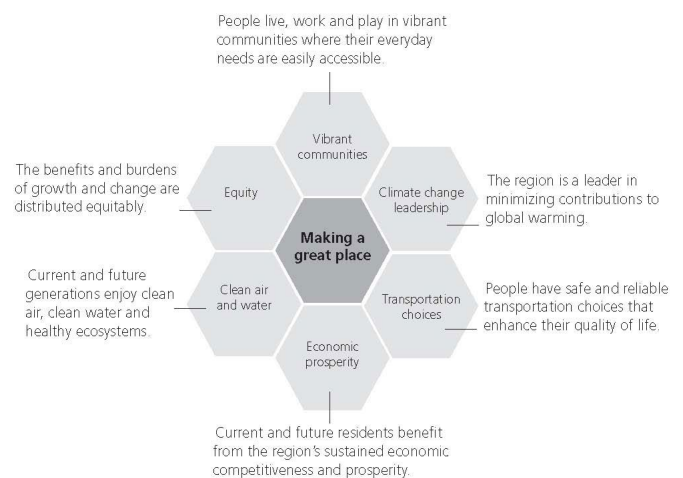 People live, work and play in vibrant
communities where their everyday
needs are easily accessible.
Vibrant
communities
The benefits and burdens
of growth and change are
distributed equitably.
Equity
Climate change
leadership
The region is a leader in
minimizing contributions to
global warming.
Making a
great place
Current and future
generations enjoy clean
air, clean water and
healthy ecosystems.
Clean air
and water
Transportation
choices
People have safe and reliable
transportation choices that
enhance their quality of life.
Economic
prosperity
Current and future residents benefit
from the region's sustained economic
competitiveness and prosperity.